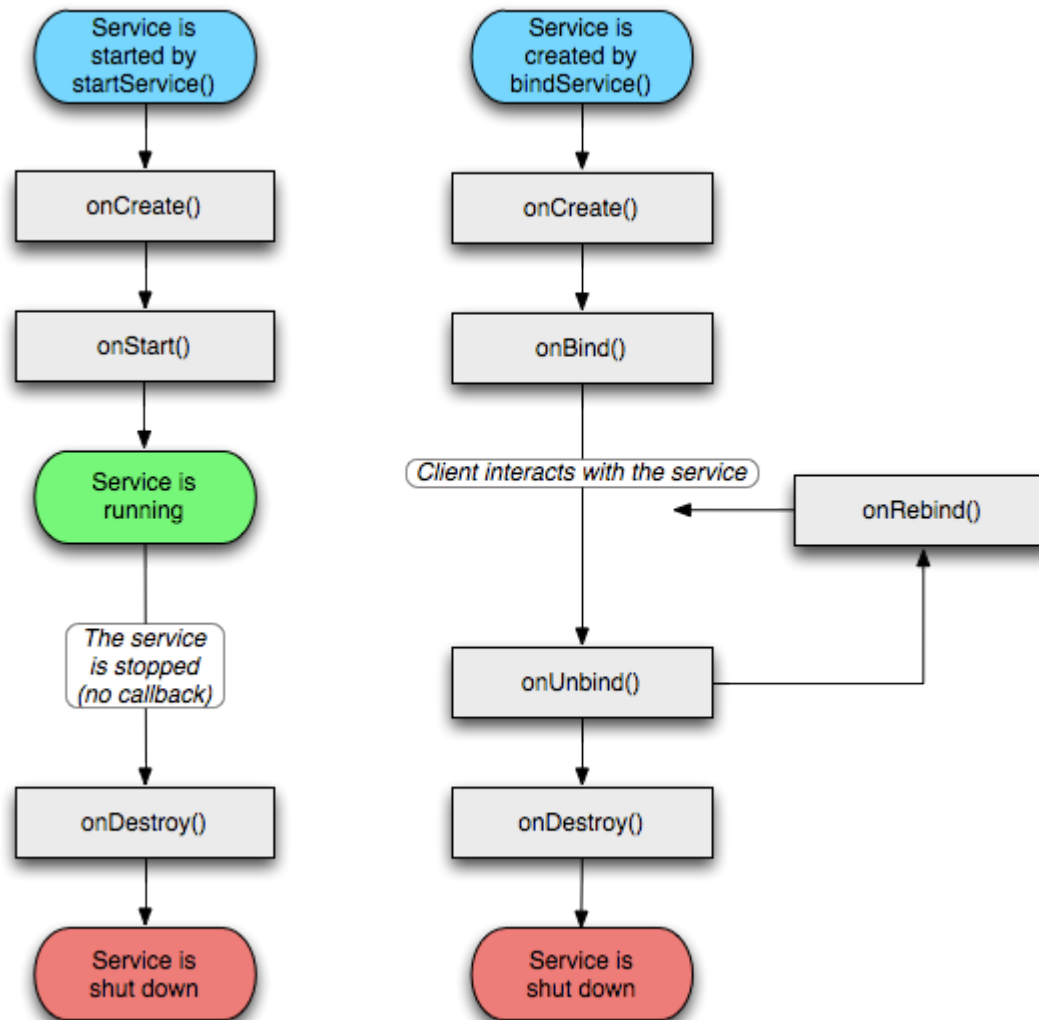 Service is
started by
startService()
onCreate()
onStart()
Service is
running
The service
is stopped
(no callback)
onDestroy()
Service is
shut down
Service is
created by
bindService()
onCreate()
onBind()
Client interacts with the service
onRebind()
onUnbind()
onDestroy()
Service is
shut down